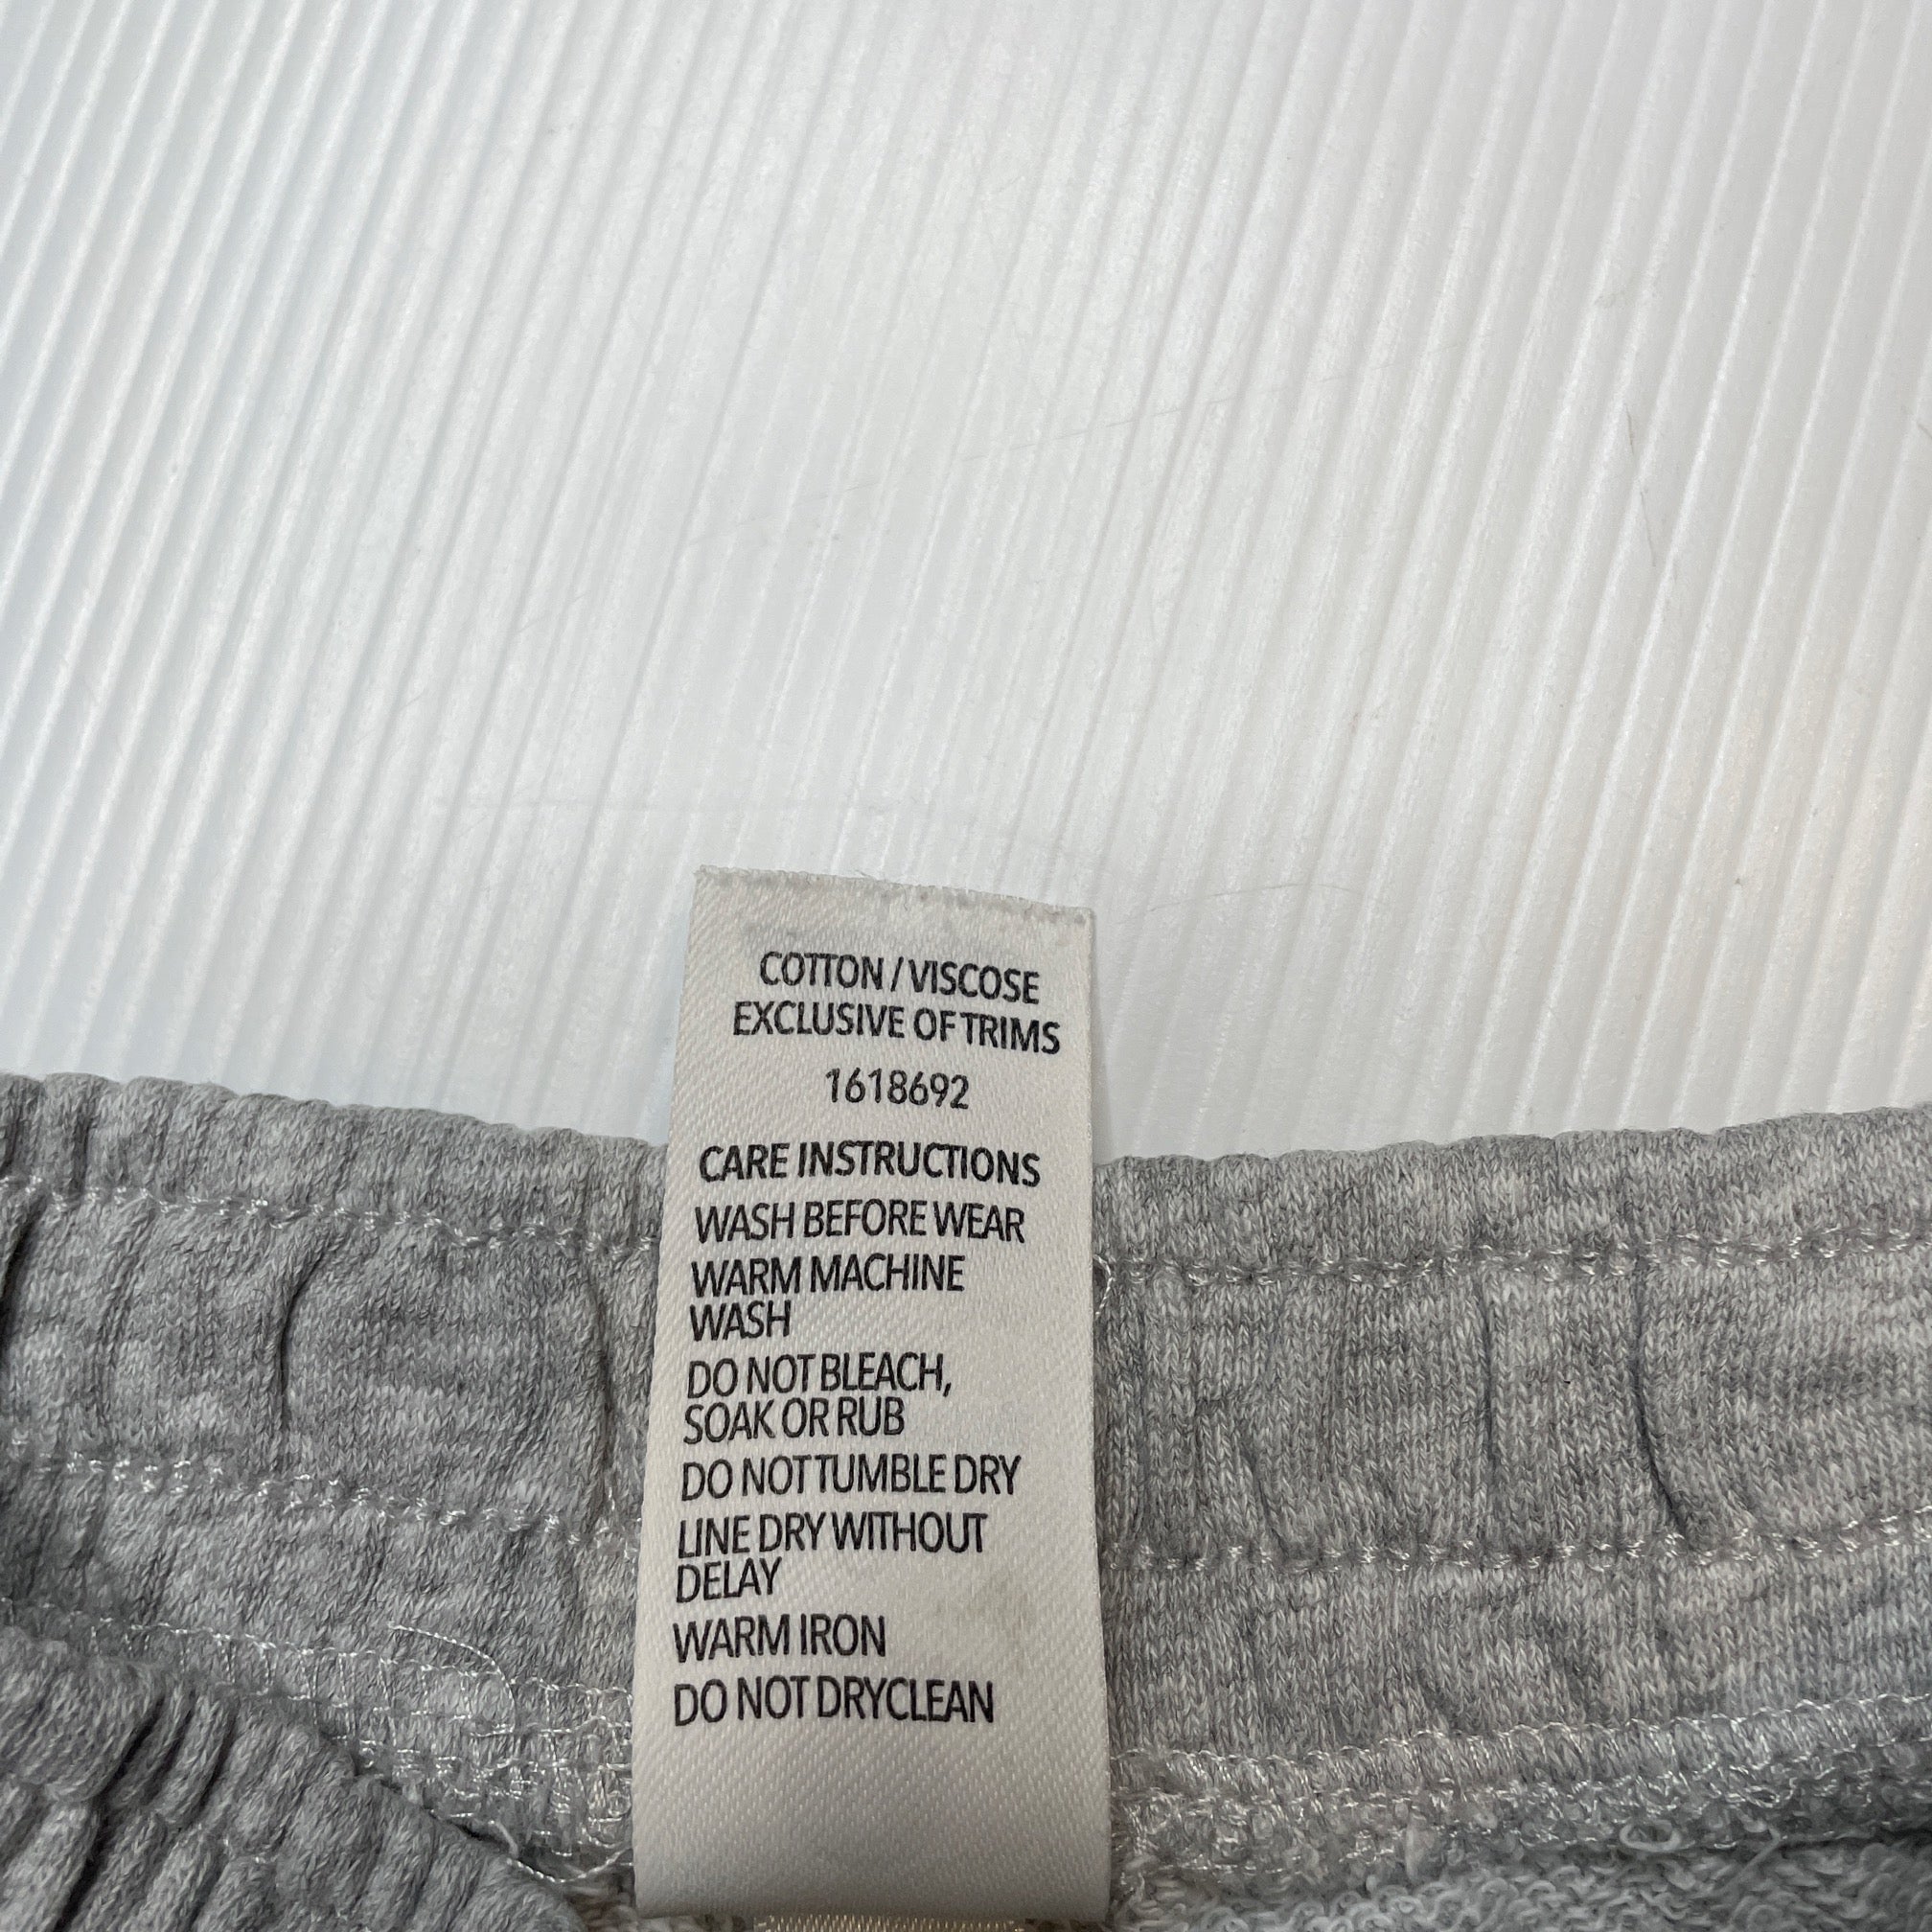 COTTON / VISCOSE
EXCLUSIVE OF TRIMS
1618692
CARE INSTRUCTIONS
WASH BEFORE WEAR
WARM MACHINE
WASH
DO NOT BLEACH,
SOAK OR RUB
DO NOT TUMBLE DRY
LINE DRY WITHOUT
DELAY
WARM IRON
DO NOT DRYCLEAN